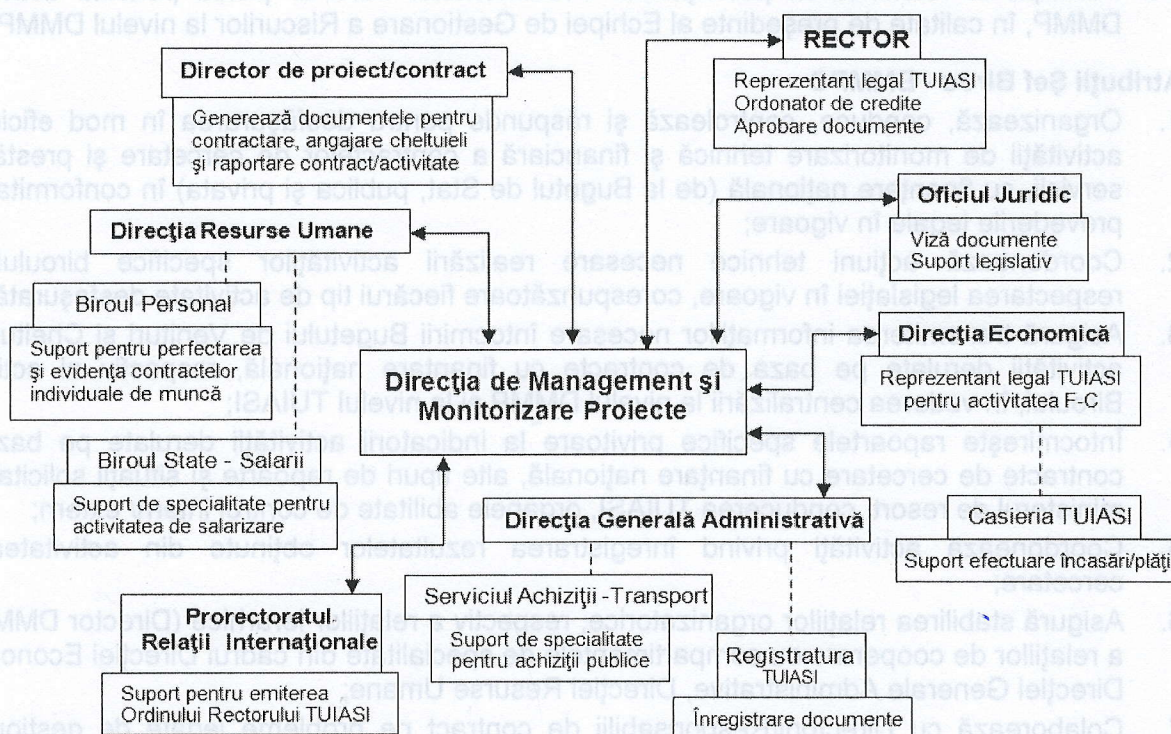 RECTOR
Reprezentant legal TUIASI
Ordonator de credite
Aprobare documente
Director de proiect/contract
Generează documentele pentru
contractare, angajare cheltuieli
și raportare contract/activitate
Oficiul Juridic
Viză documente
Suport legislativ
Direcţia Resurse Umane
Biroul Personal
Suport pentru perfectarea
şi evidenţa contractelor
individuale de muncă
Direcţia Economică
Reprezentant legal TUIASI
pentru activitatea F-C
Direcţia de Management şi
Monitorizare Proiecte
Biroul State - Salarii
Suport de specialitate pentru
activitatea de salarizare
Direcţia Generală Administrativă
Casieria TUIASI
Suport efectuare încasări/plăţi
Serviciul Achiziţii -Transport
Suport de specialitate
pentru achiziţii publice
Prorectoratul
Relaţii Internaţionale
Suport pentru emiterea
Ordinului Rectorului TUIASI
Registratura
TUIASI
Înregistrare documente